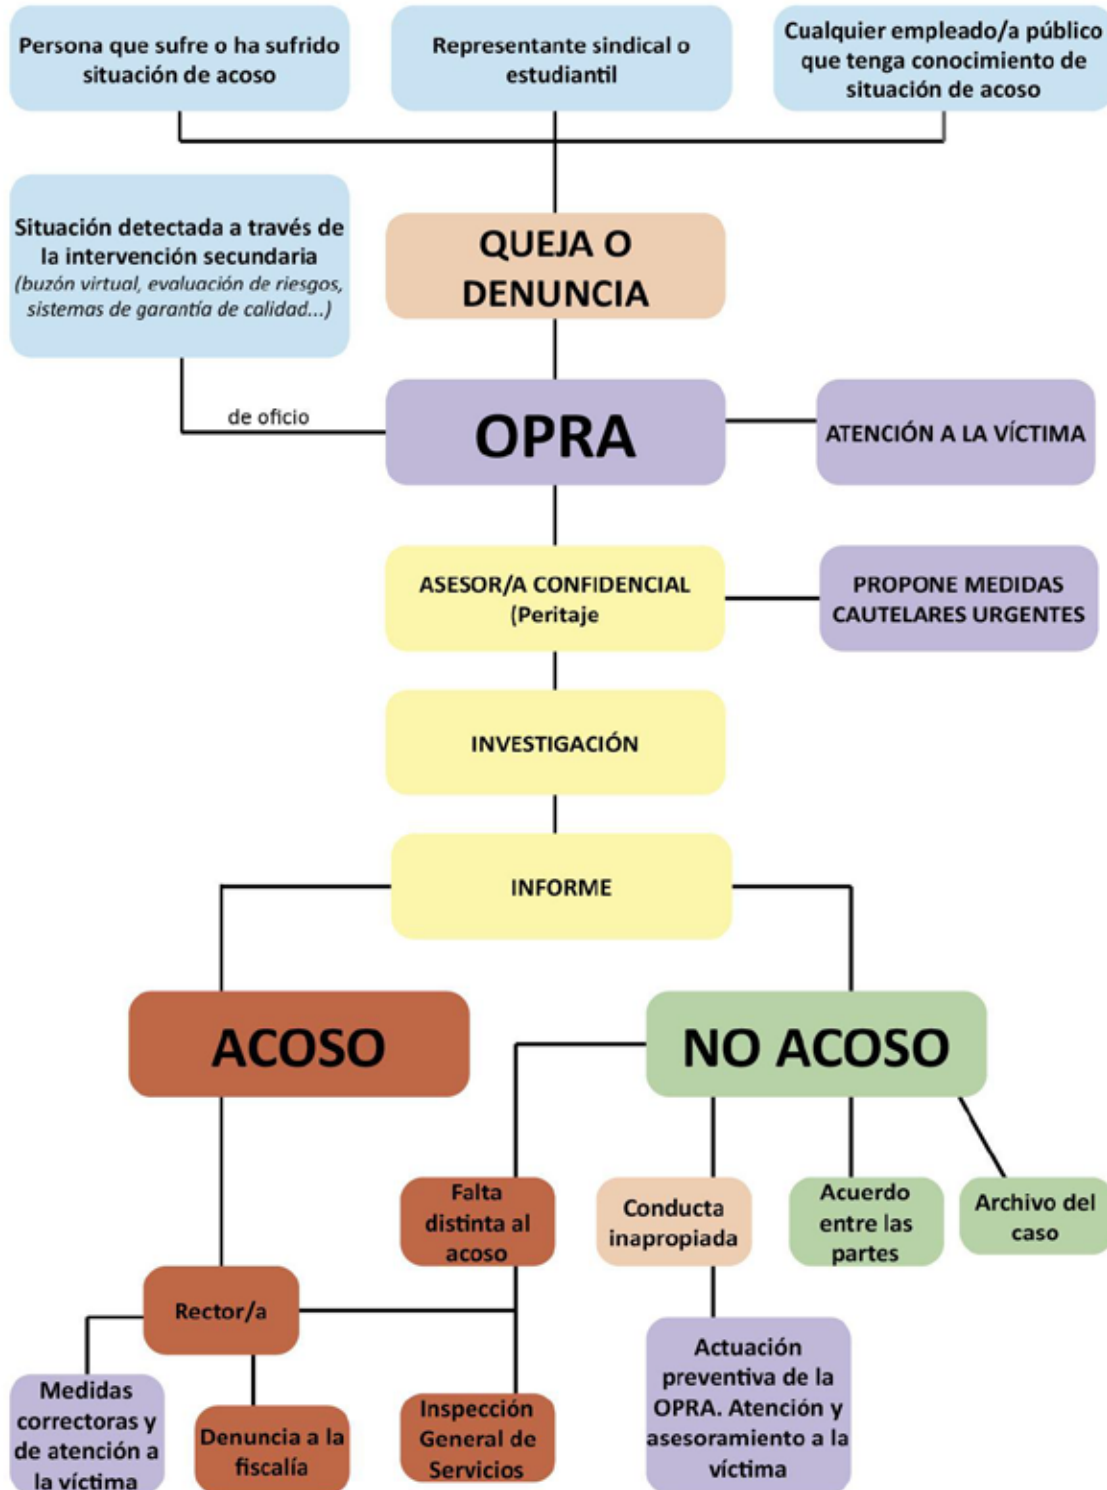 Persona que sufre o ha sufrido
situación de acoso
Representante sindical o
estudiantil
Cualquier empleado/a público
que tenga conocimiento de
situación de acoso
Situación detectada a través de
la intervención secundaria
(buzón virtual, evaluación de riesgos,
sistemas de garantía de calidad...)
QUEJA O
DENUNCIA
de oficio
OPRA
ATENCIÓN A LA VÍCTIMA
ASESOR/A CONFIDENCIAL
(Peritaje
PROPONE MEDIDAS
CAUTELARES URGENTES
INVESTIGACIÓN
INFORME
ACOSO
NO ACOSO
Falta
distinta al
acoso
Conducta
inapropiada
Acuerdo
entre las
partes
Archivo del
caso
Rector/a
Medidas
correctoras y
de atención a
la víctima
Denuncia a la
fiscalía
Inspección
General de
Servicios
Actuación
preventiva de la
OPRA. Atención y
asesoramiento a la
víctima